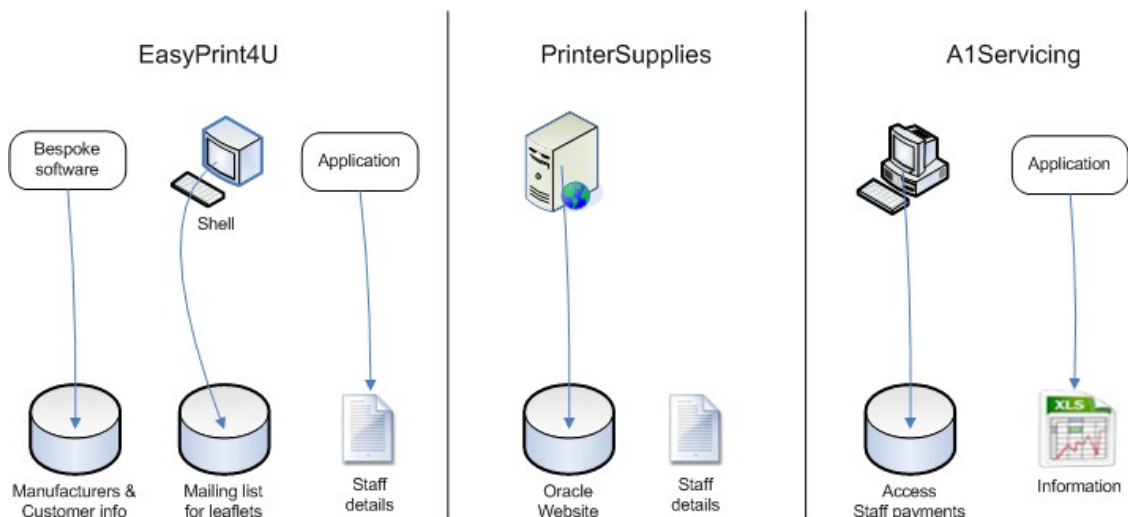 EasyPrint4U
PrinterSupplies
A1Servicing
Bespoke
software
Shell
Application
Application
Manufacturers &
Customer info
Mailing list
for leaflets
Staff
details
Oracle
Website
Staff
details
Access
Staff payments
XLS
Information